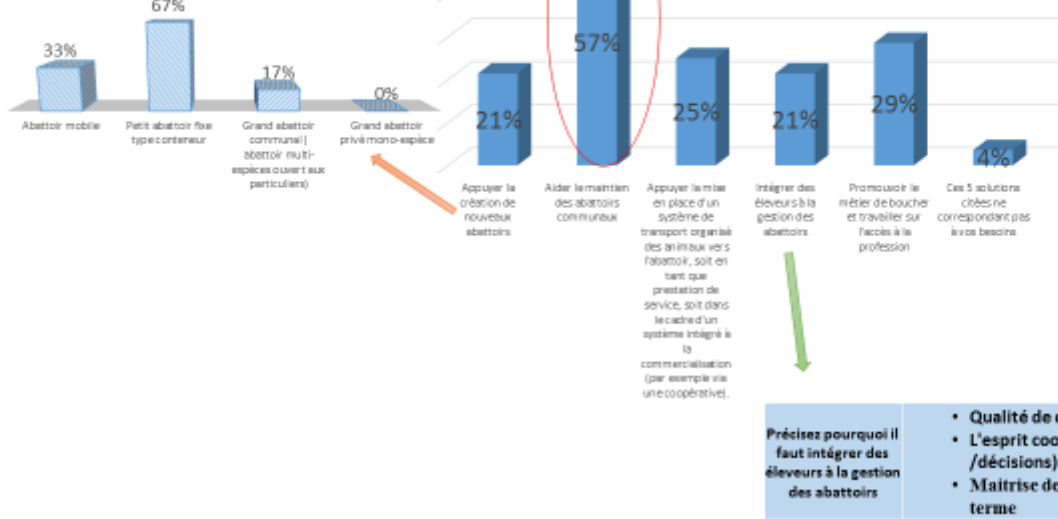 67%
33%
17%
0%
Abattoir mobile
Petit abattoir fixe
type conteneur
Grand abattoir
communal (
abattoir multi-
espèces ouvert aux
particuliers)
Grand abattoir
privé mono-espèce
57%
21%
25%
21%
29%
4%
Appuyer la
création de
nouveaux
abattoirs
Aider le maintien
des abattoirs
communaux
Appuyer la mise
en place d'un
système de
transport organisé
des animaux vers
l'abattoir, soit en
tant que
prestation de
service, soit dans
le cadre d'un
système intégré à
la
commercialisation
(par exemple via
une coopérative).
Intégrer des
éleveurs à la
gestion des
abattoirs
Promouvoir le
métier de boucher
et travailler sur
l'accès à la
profession
Ces 5 solutions
citées ne
correspondant pas
à vos besoins
Précisez pourquoi il
faut intégrer des
éleveurs à la gestion
des abattoirs
• Qualité de
• L'esprit coo
/décisions)
• Maitrise de
terme